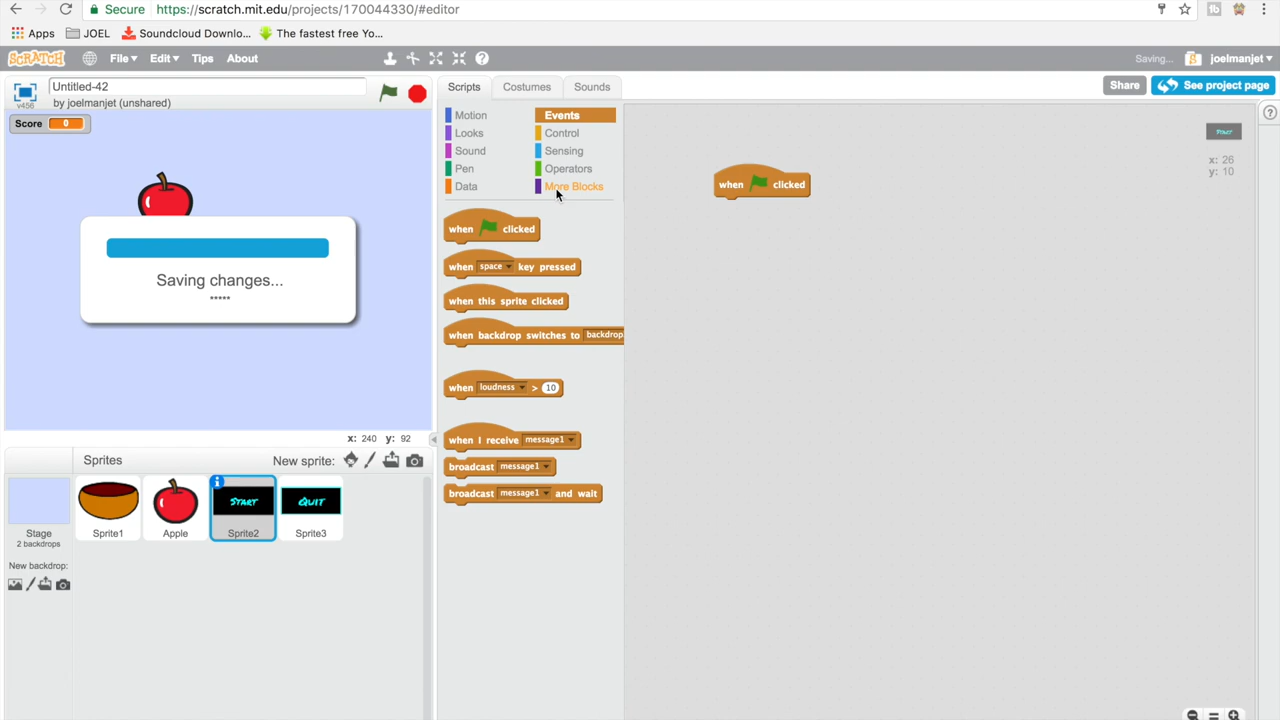 Secure https://scratch.mit.edu/projects/170044330/#editor
Apps JOEL Soundcloud Downlo... The fastest free Yo...
SCRATCH File Edit Tips About Saving... joelmanjet
v456 Untitled-42
by joelmanjet (unshared)
Scripts Costumes Sounds Share See project page
Score 0
Motion Events
Looks Control
Sound Sensing
Pen Operators
Data More Blocks
START
x: 26
y: 10
when clicked
when clicked
when space key pressed
when this sprite clicked
when backdrop switches to backdrop
when loudness > 10
when I receive message1
broadcast message1
broadcast message1 and wait
Saving changes...
*****
x: 240 y: 92
Sprites New sprite:
START QUIT
Stage Sprite1 Apple Sprite2 Sprite3
2 backdrops
New backdrop: